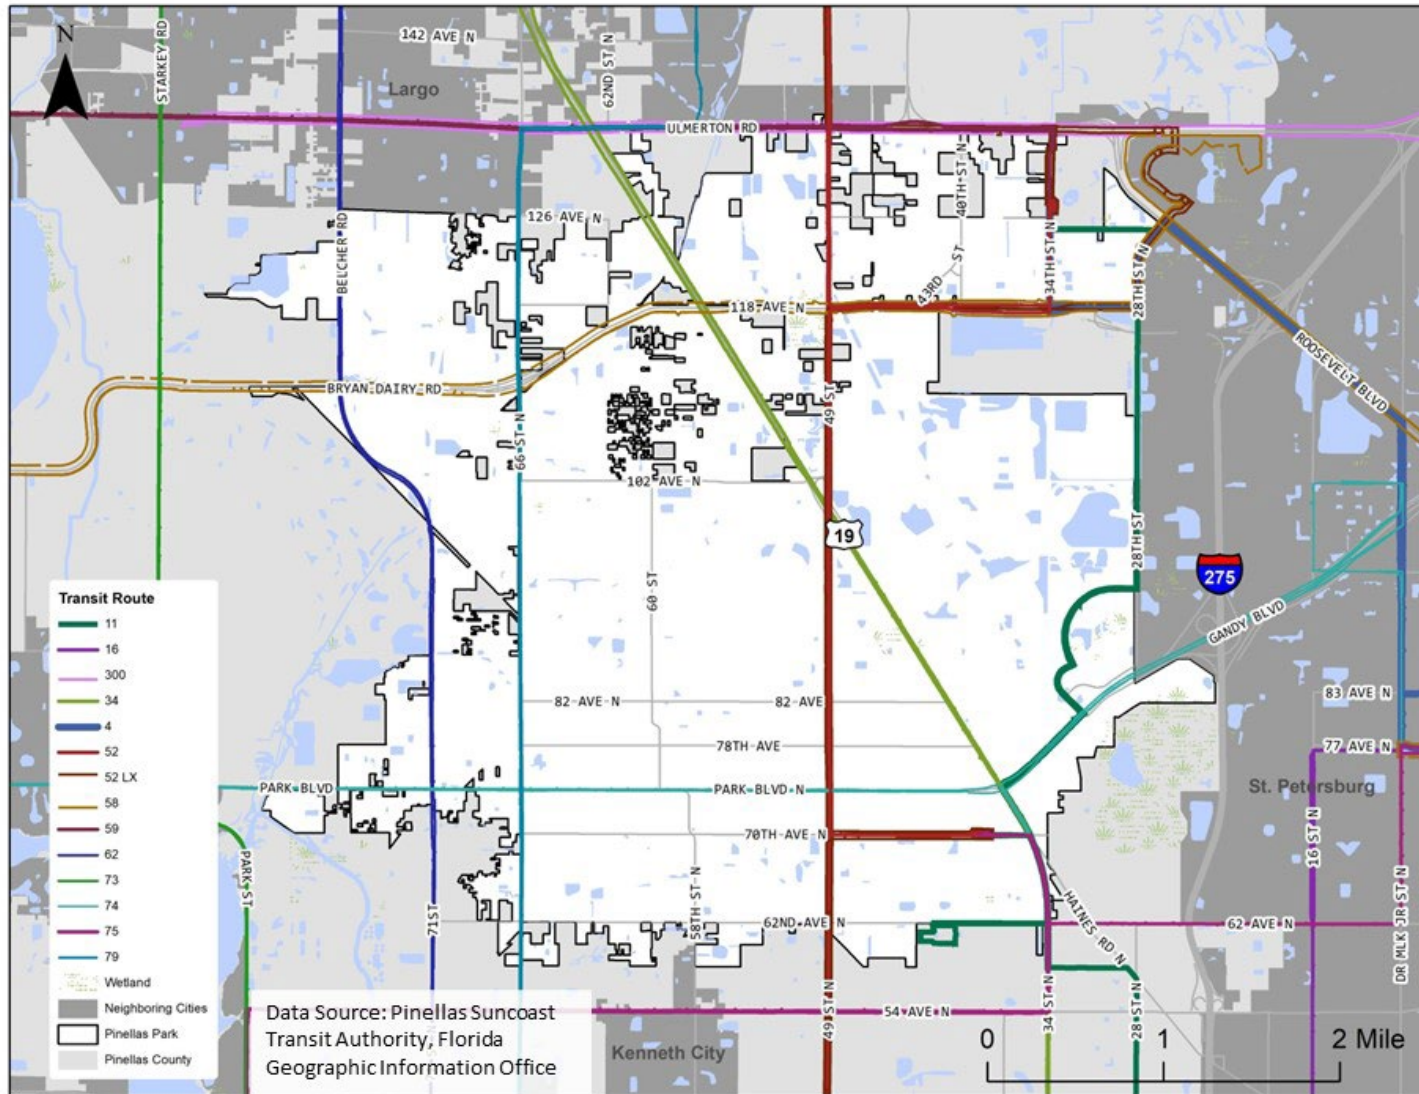 142 AVE N
62ND ST N
STARKEY RD
N
Largo
ULMERTON RD
40TH ST N
126 AVE N
BELCHER RD
34TH ST N
28TH ST N
43RD ST
118 AVE N
ROOSEVELT BLVD
BRYAN DAIRY RD
49 ST
66 ST N
102 AVE N
19
28TH ST
275
60 ST
GANDY BLVD
82 AVE N
82 AVE
83 AVE N
78TH AVE
77 AVE N
PARK BLVD
PARK BLVD N
St. Petersburg
70TH AVE N
16 ST N
PARK ST
HAINES RD N
71ST
58TH ST N
62ND AVE N
62 AVE N
DR MLK JR ST N
49 ST N
54 AVE N
34 ST N
28 ST N
Kenneth City
Transit Route
11
16
300
34
4
52
52 LX
58
59
62
73
74
75
79
Wetland
Neighboring Cities
Pinellas Park
Pinellas County
Data Source: Pinellas Suncoast
Transit Authority, Florida
Geographic Information Office
0 1 2 Mile